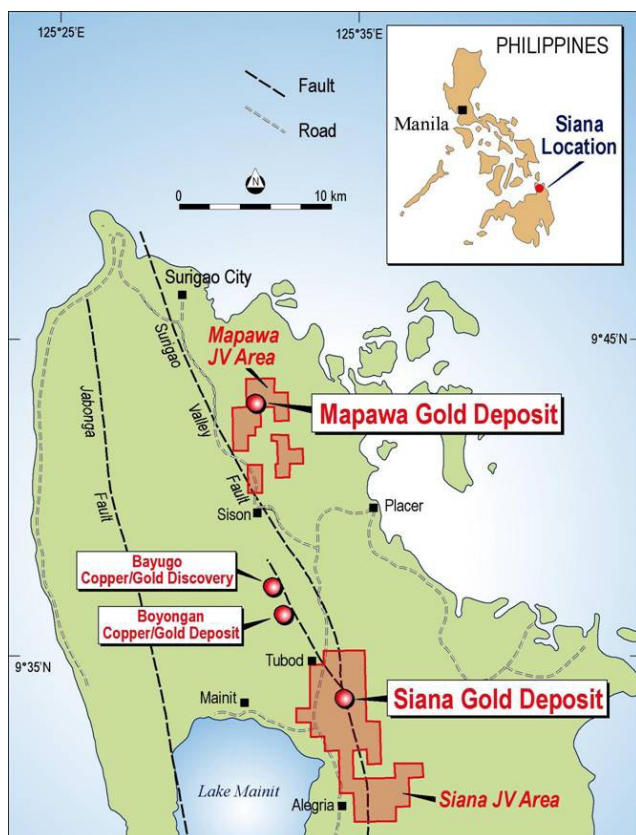 125°25'
125°35'
Fault
Road
N
0
10 km
PHILIPPINES
Manila
Siana
Location
Surigao City
9°45'
Mapawa
JV Area
Mapawa Gold Deposit
Surigao
Valley
Fault
Jabonga
Fault
Sison
Placer
Bayugo
Copper/Gold Discovery
Boyongan
Copper/Gold Deposit
9°35'
Tubod
Mainit
Siana Gold Deposit
Lake Mainit
Alegria
Siana JV Area